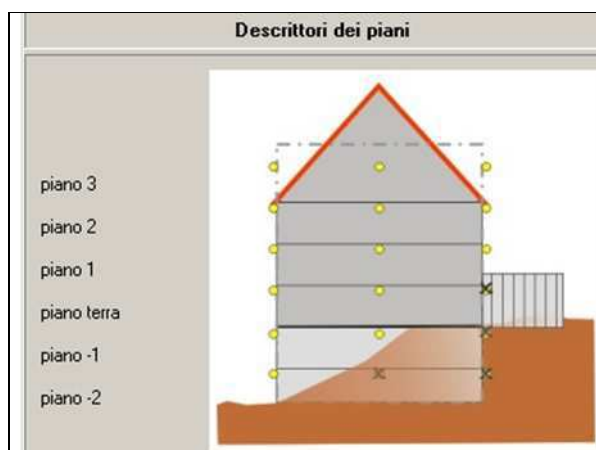 Descrittori dei piani
piano 3
piano 2
piano 1
piano terra
piano -1
piano -2